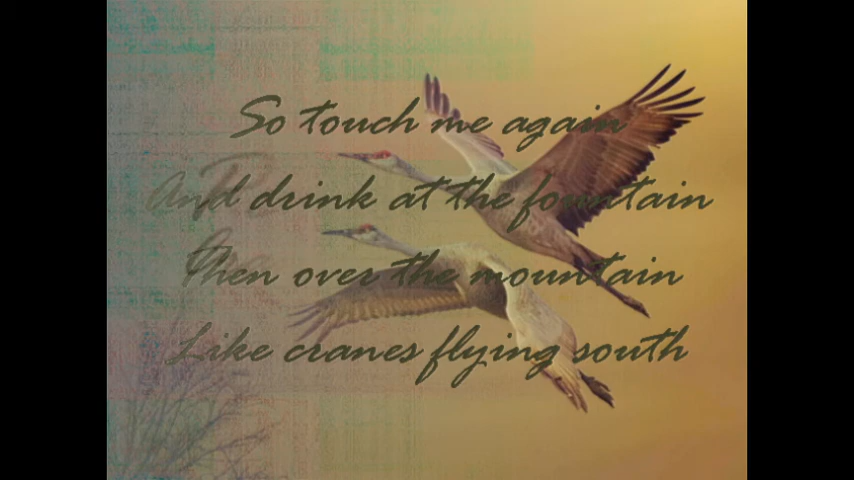 So touch me again
And drink at the fountain
Then over the mountain
Like cranes flying south